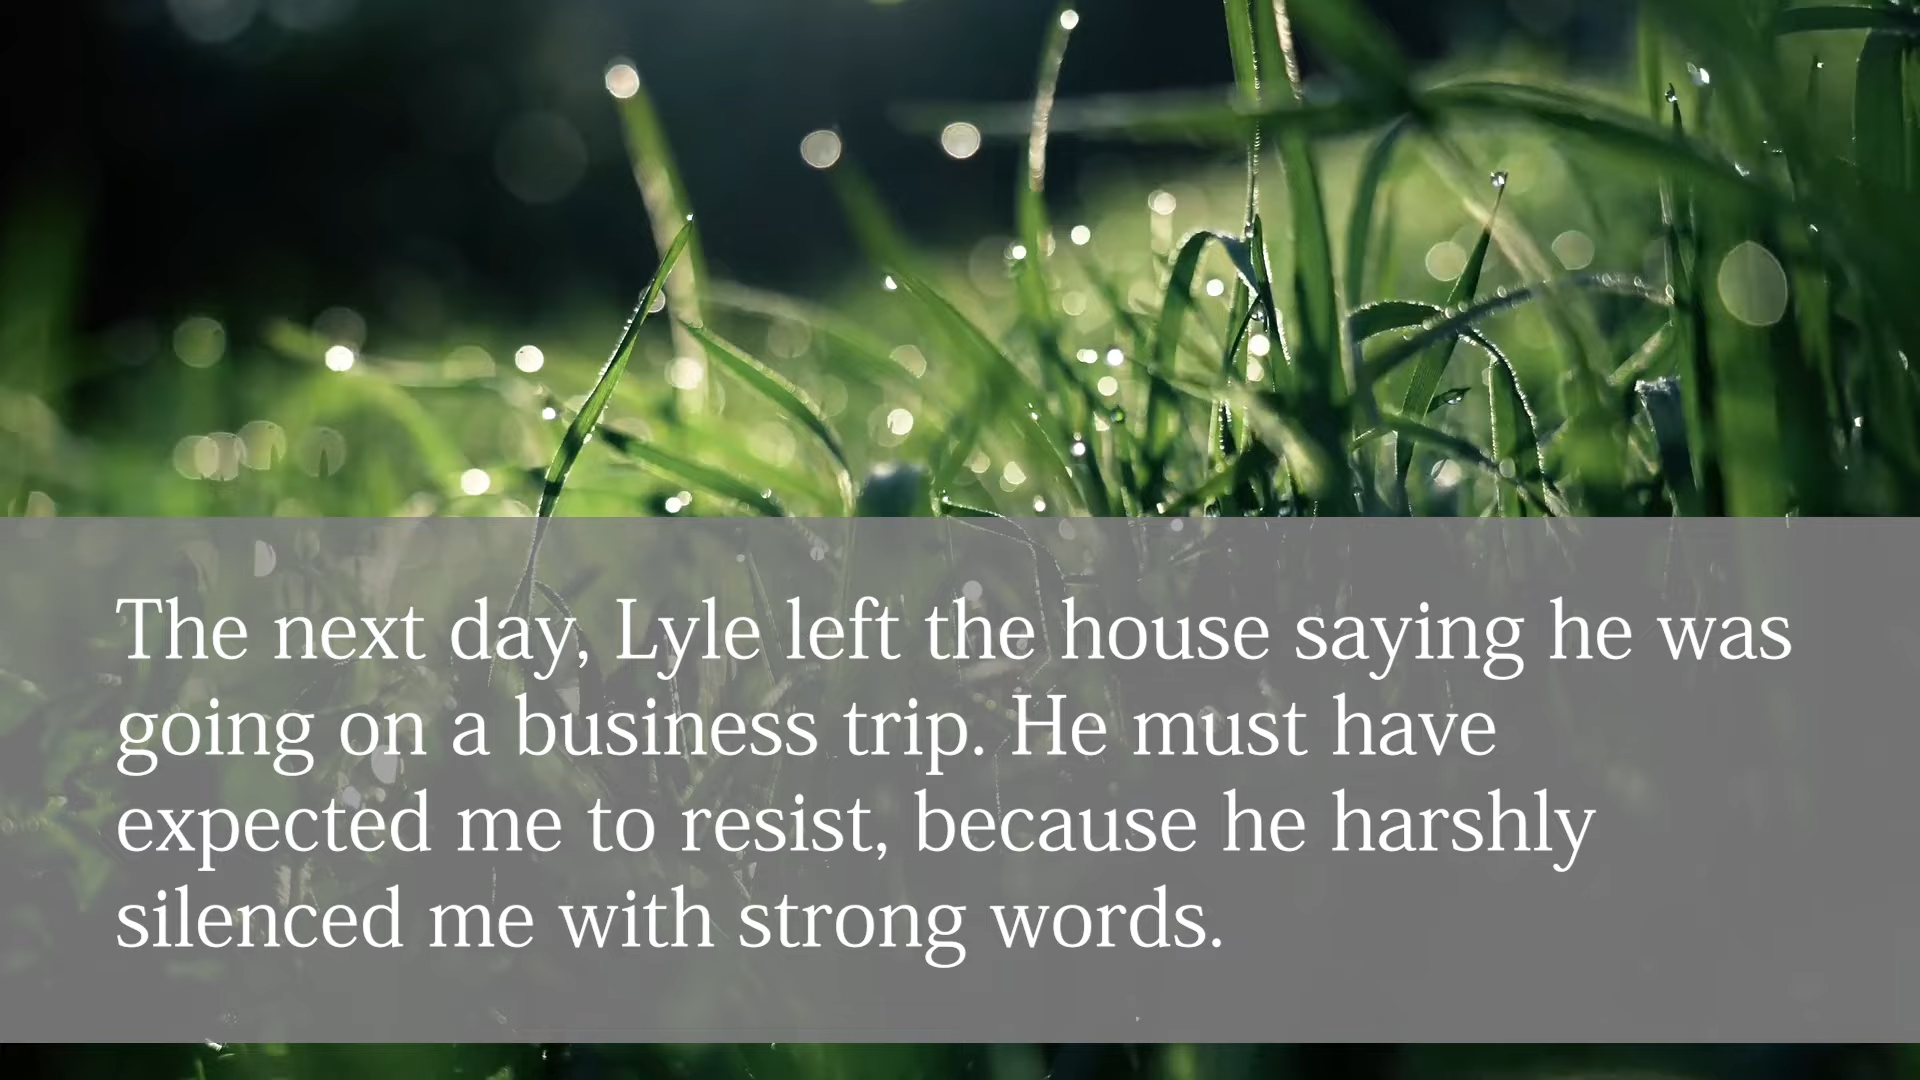 The next day, Lyle left the house saying he was
going on a business trip. He must have
expected me to resist, because he harshly
silenced me with strong words.